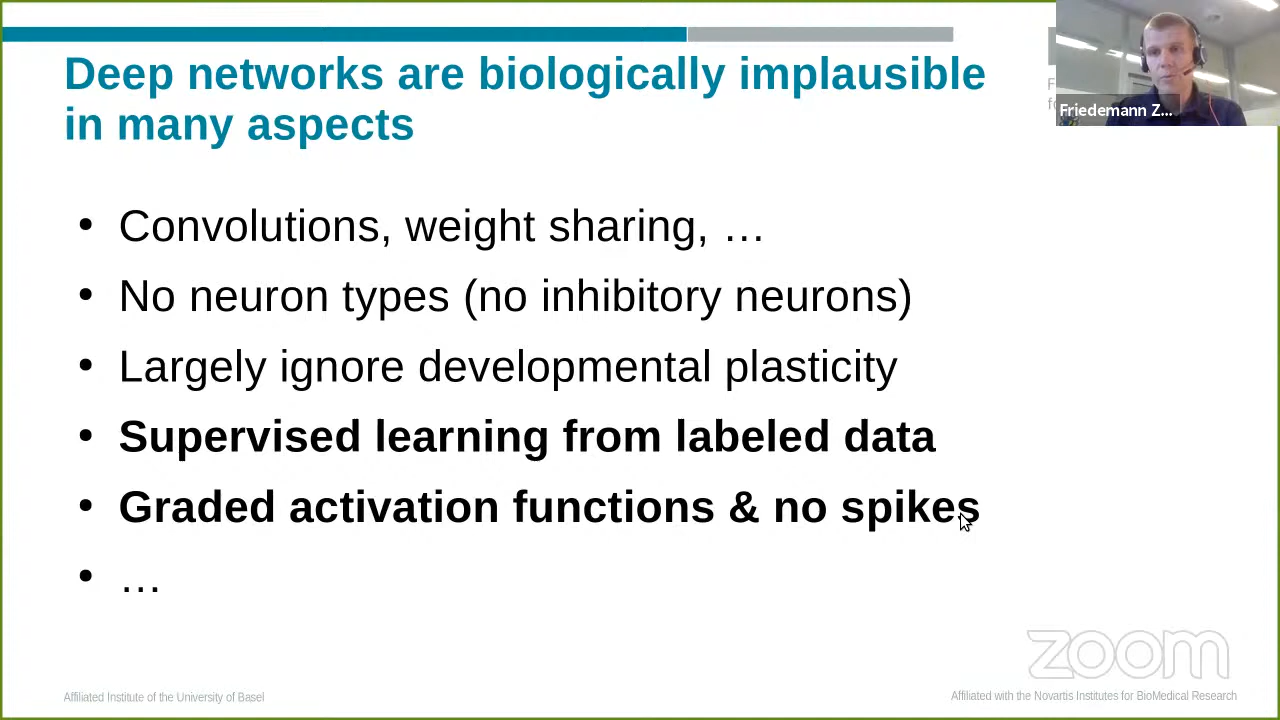 Deep networks are biologically implausible
in many aspects
Friedemann Z...
• Convolutions, weight sharing, …
• No neuron types (no inhibitory neurons)
• Largely ignore developmental plasticity
• Supervised learning from labeled data
• Graded activation functions & no spikes
• …
zoom
Affiliated Institute of the University of Basel
Affiliated with the Novartis Institutes for BioMedical Research